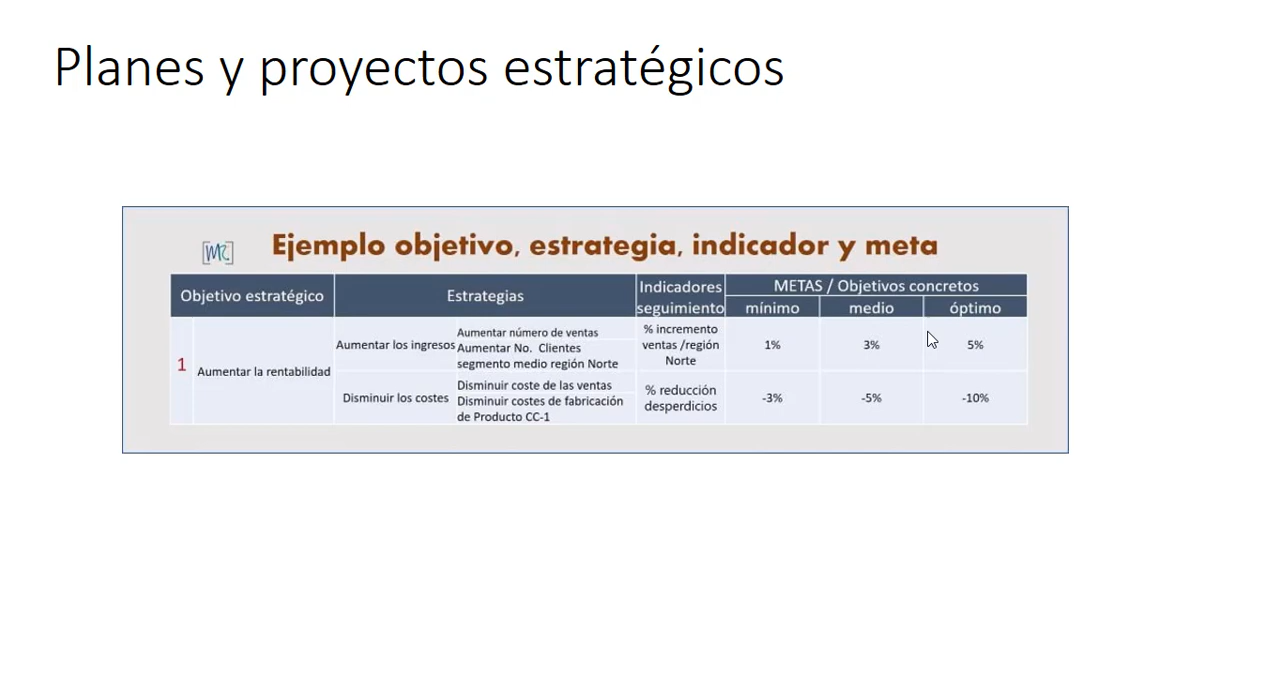 Planes y proyectos estratégicos
Ejemplo objetivo, estrategia, indicador y meta
Objetivo estratégico
Estrategias
Indicadores
seguimiento
METAS / Objetivos concretos
mínimo
medio
óptimo
1
Aumentar la rentabilidad
Aumentar los ingresos
Aumentar número de ventas
Aumentar No. Clientes
segmento medio región Norte
% incremento
ventas /región
Norte
1%
3%
5%
Disminuir los costes
Disminuir coste de las ventas
Disminuir costes de fabricación
de Producto CC-1
% reducción
desperdicios
-3%
-5%
-10%